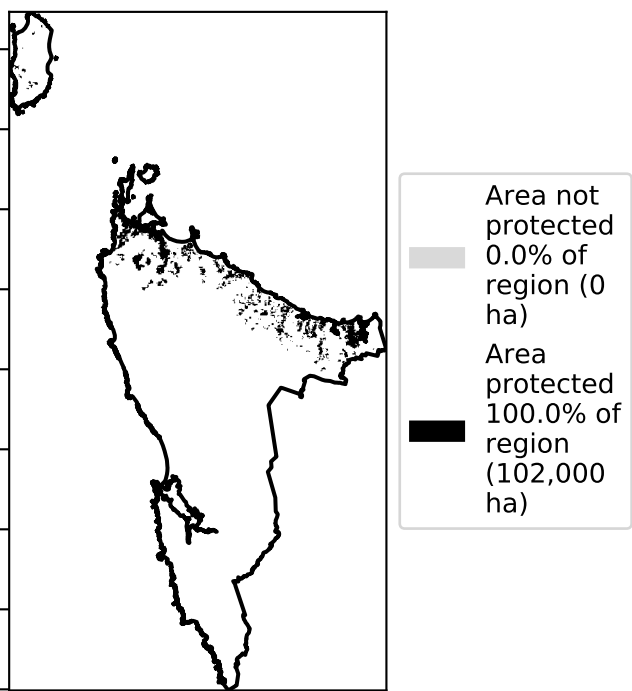 Area not
protected
0.0% of
region (0
ha)
Area
protected
100.0% of
region
(102,000
ha)